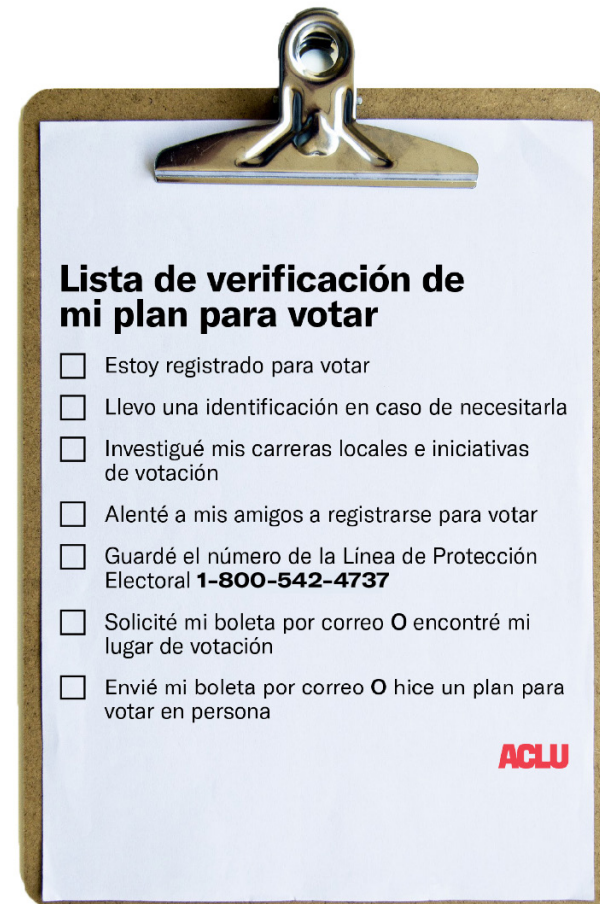 Lista de verificación de
mi plan para votar
Estoy registrado para votar
Llevo una identificación en caso de necesitarla
Investigué mis carreras locales e iniciativas
de votación
Alenté a mis amigos a registrarse para votar
Guardé el número de la Línea de Protección
Electoral 1-800-542-4737
Solicité mi boleta por correo O encontré mi
lugar de votación
Envié mi boleta por correo O hice un plan para
votar en persona
ACLU